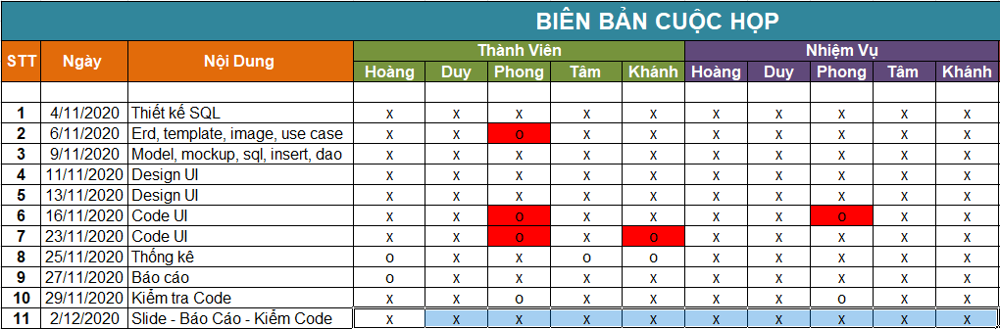 BIÊN BẢN CUỘC HỌP
STT Ngày Nội Dung Thành Viên Nhiệm Vụ
Hoàng Duy Phong Tâm Khánh Hoàng Duy Phong Tâm Khánh
1 4/11/2020 Thiết kế SQL x x x x x x x x x x
2 6/11/2020 Erd, template, image, use case x x o x x x x x x x
3 9/11/2020 Model, mockup, sql, insert, dao x x x x x x x x x x
4 11/11/2020 Design UI x x x x x x x x x x
5 13/11/2020 Design UI x x x x x x x x x x
6 16/11/2020 Code UI x x o x x x x o x x
7 23/11/2020 Code UI x x o x o x x x x x
8 25/11/2020 Thống kê o x x o o x x x x x
9 27/11/2020 Báo cáo o x x x x x x x x x
10 29/11/2020 Kiểm tra Code x x o x x x x o x x
11 2/12/2020 Slide - Báo Cáo - Kiểm Code x x x x x x x x x x